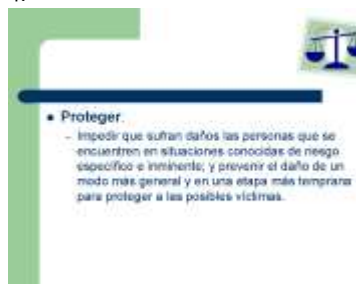 • Proteger.
– Impedir que sufran daños las personas que se
encuentren en situaciones conocidas de riesgo
específico e inminente; y prevenir el daño de un
modo más general y en una etapa más temprana
para proteger a las posibles víctimas.